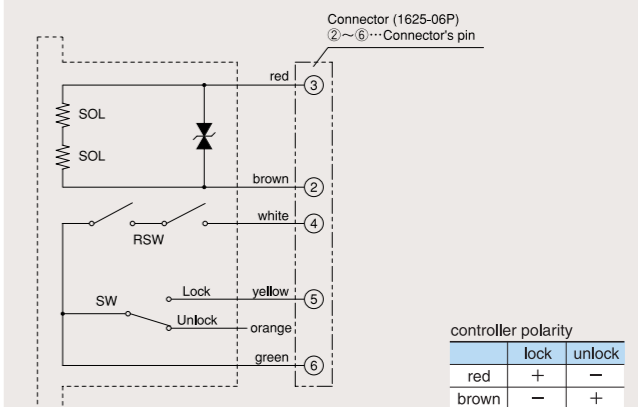 Connector (1625-06P)
②～⑥…Connector's pin
red
③
SOL
SOL
brown
②
white
④
RSW
Lock
yellow
⑤
SW
Unlock
orange
green
⑥
controller polarity
lock unlock
red + −
brown − +